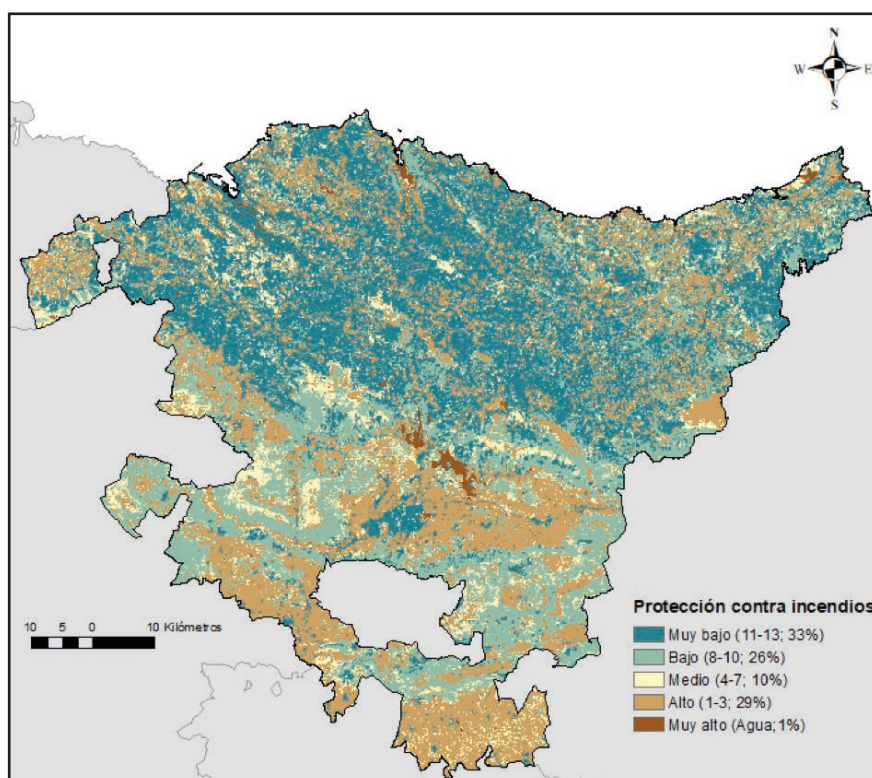 N
W E
S
10 5 0 10 Kilómetros
Protección contra incendios
Muy bajo (11-13; 33%)
Bajo (8-10; 26%)
Medio (4-7; 10%)
Alto (1-3; 29%)
Muy alto (Agua; 1%)